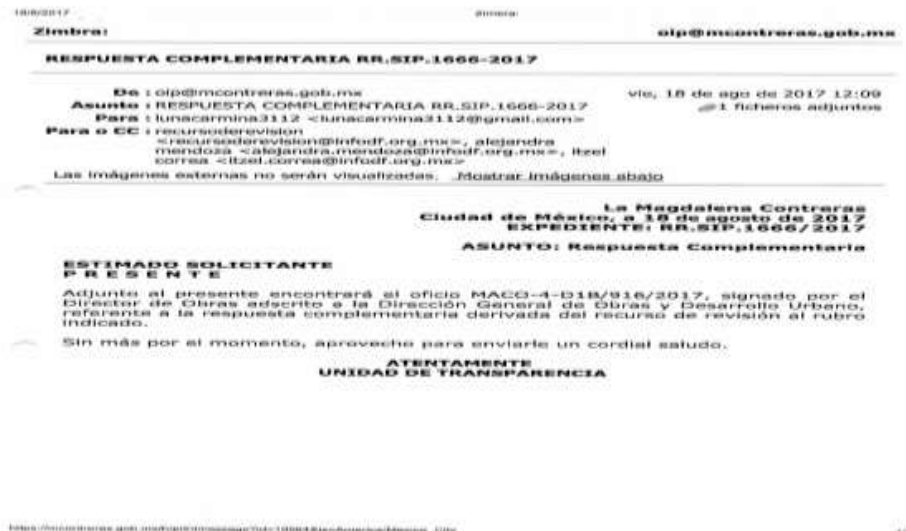 18/8/2017
Zimbra:
Zimbra:
oip@mcontreras.gob.mx
RESPUESTA COMPLEMENTARIA RR.SIP.1666-2017
De : oip@mcontreras.gob.mx
vie, 18 de ago de 2017 12:09
Asunto : RESPUESTA COMPLEMENTARIA RR.SIP.1666-2017
1 ficheros adjuntos
Para : lunacarmina3112 <lunacarmina3112@gmail.com>
Para o CC : recursoderevision
<recursoderevision@infodf.org.mx>, alejandra
mendoza <alejandra.mendoza@infodf.org.mx>, itzel
correa <itzel.correa@infodf.org.mx>
Las imágenes externas no serán visualizadas. Mostrar imágenes abajo
La Magdalena Contreras
Ciudad de México, a 18 de agosto de 2017
EXPEDIENTE: RR.SIP.1666/2017
ASUNTO: Respuesta Complementaria
ESTIMADO SOLICITANTE
P R E S E N T E
Adjunto al presente encontrará el oficio MACO-4-D1B/916/2017, signado por el
Director de Obras adscrito a la Dirección General de Obras y Desarrollo Urbano,
referente a la respuesta complementaria derivada del recurso de revisión al rubro
indicado.
Sin más por el momento, aprovecho para enviarle un cordial saludo.
ATENTAMENTE
UNIDAD DE TRANSPARENCIA